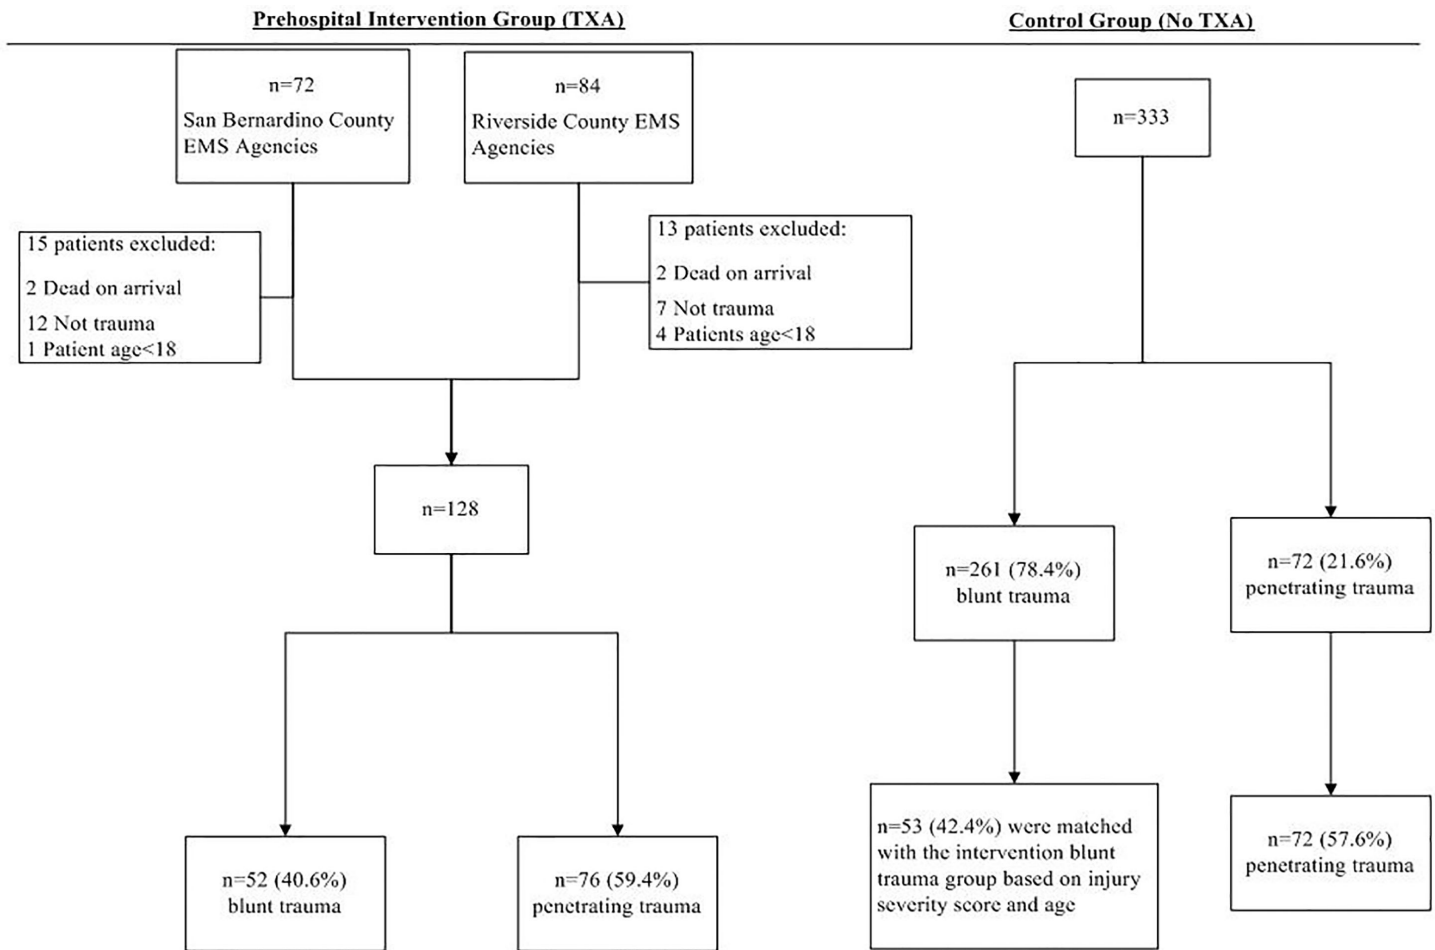 Prehospital Intervention Group (TXA)
Control Group (No TXA)
n=72
San Bernardino County
EMS Agencies
n=84
Riverside County EMS
Agencies
n=333
15 patients excluded:
2 Dead on arrival
12 Not trauma
1 Patient age<18
13 patients excluded:
2 Dead on arrival
7 Not trauma
4 Patients age<18
n=128
n=261 (78.4%)
blunt trauma
n=72 (21.6%)
penetrating trauma
n=52 (40.6%)
blunt trauma
n=76 (59.4%)
penetrating trauma
n=53 (42.4%) were matched
with the intervention blunt
trauma group based on injury
severity score and age
n=72 (57.6%)
penetrating trauma